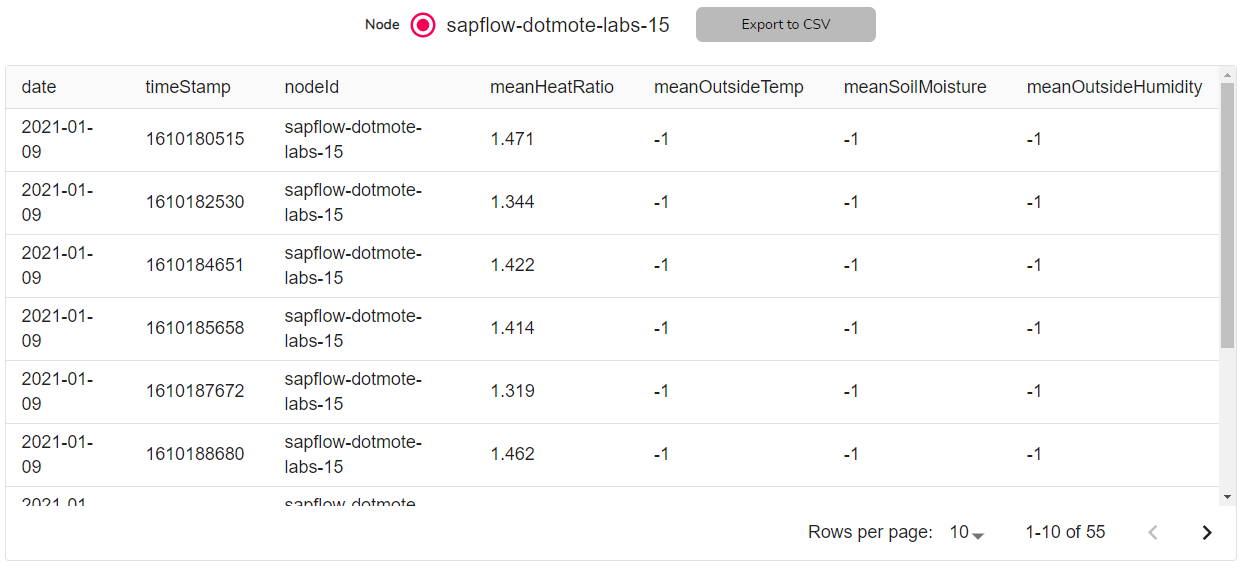 Node sapflow-dotmote-labs-15 Export to CSV
date timeStamp nodeId meanHeatRatio meanOutsideTemp meanSoilMoisture meanOutsideHumidity
2021-01-
09 1610180515 sapflow-dotmote-
labs-15 1.471 -1 -1 -1
2021-01-
09 1610182530 sapflow-dotmote-
labs-15 1.344 -1 -1 -1
2021-01-
09 1610184651 sapflow-dotmote-
labs-15 1.422 -1 -1 -1
2021-01-
09 1610185658 sapflow-dotmote-
labs-15 1.414 -1 -1 -1
2021-01-
09 1610187672 sapflow-dotmote-
labs-15 1.319 -1 -1 -1
2021-01-
09 1610188680 sapflow-dotmote-
labs-15 1.462 -1 -1 -1
2021-01 sapflow-dotmote
Rows per page: 10 1-10 of 55